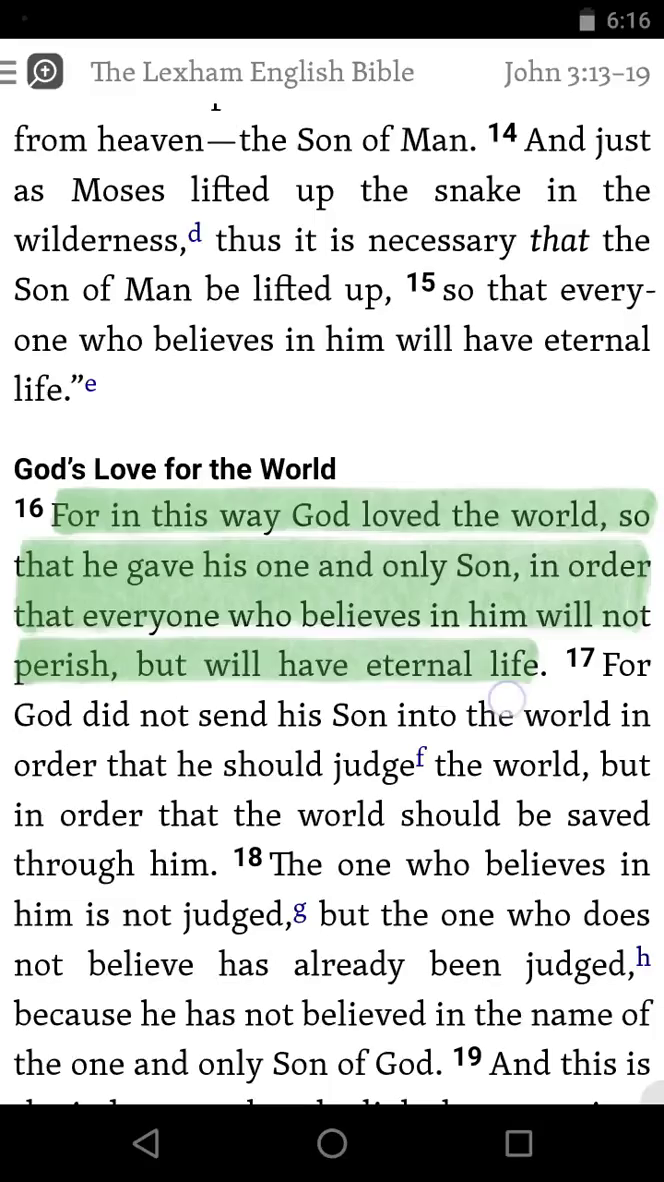 6:16
The Lexham English Bible John 3:13–19
from heaven—the Son of Man. 14 And just
as Moses lifted up the snake in the
wilderness,d thus it is necessary that the
Son of Man be lifted up, 15 so that every-
one who believes in him will have eternal
life.”e
God’s Love for the World
16 For in this way God loved the world, so
that he gave his one and only Son, in order
that everyone who believes in him will not
perish, but will have eternal life. 17 For
God did not send his Son into the world in
order that he should judgef the world, but
in order that the world should be saved
through him. 18 The one who believes in
him is not judged,g but the one who does
not believe has already been judged,h
because he has not believed in the name of
the one and only Son of God. 19 And this is